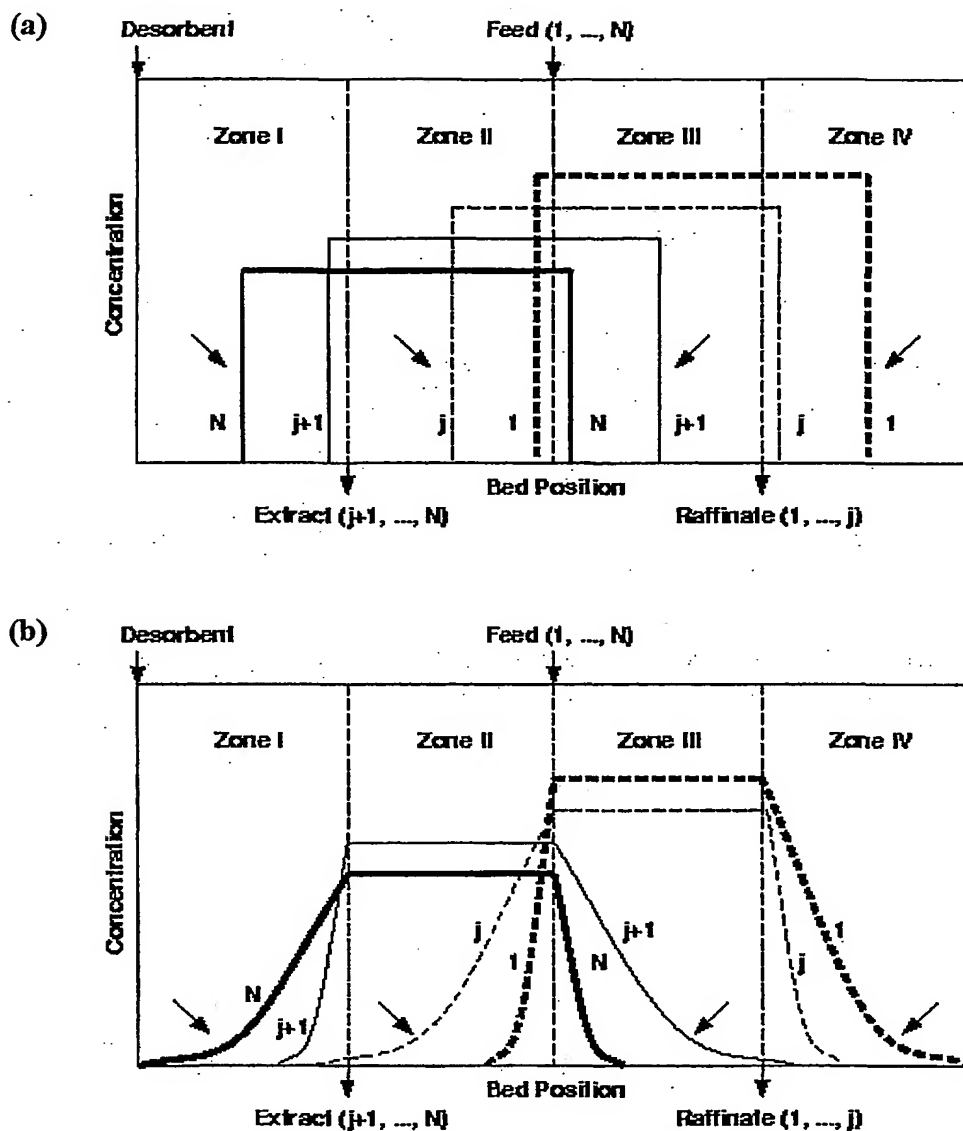 (a)
Desorbent Feed (1, ..., N)
Zone I Zone II Zone III Zone IV
Concentration
N j+1 j 1 N j+1 j 1
Bed Position
Extract (j+1, ..., N) Raffinate (1, ..., j)
(b)
Desorbent Feed (1, ..., N)
Zone I Zone II Zone III Zone IV
Concentration
N j+1 j 1 N j+1 j 1
Bed Position
Extract (j+1, ..., N) Raffinate (1, ..., j)